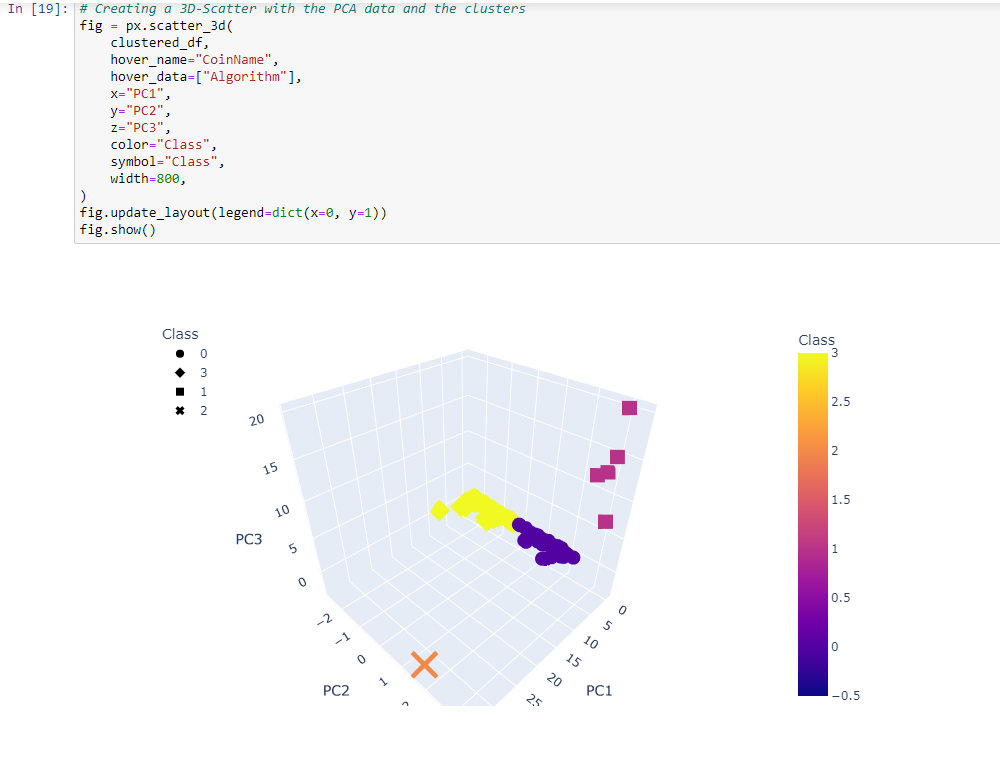 In [19]: # Creating a 3D-Scatter with the PCA data and the clusters
fig = px.scatter_3d(
    clustered_df,
    hover_name="CoinName",
    hover_data=["Algorithm"],
    x="PC1",
    y="PC2",
    z="PC3",
    color="Class",
    symbol="Class",
    width=800,
)
fig.update_layout(legend=dict(x=0, y=1))
fig.show()
Class
0
3
1
2
20
15
10
5
0
PC3
−2
−1
0
1
PC2
0
5
10
15
20
25
PC1
Class
3
2.5
2
1.5
1
0.5
0
−0.5